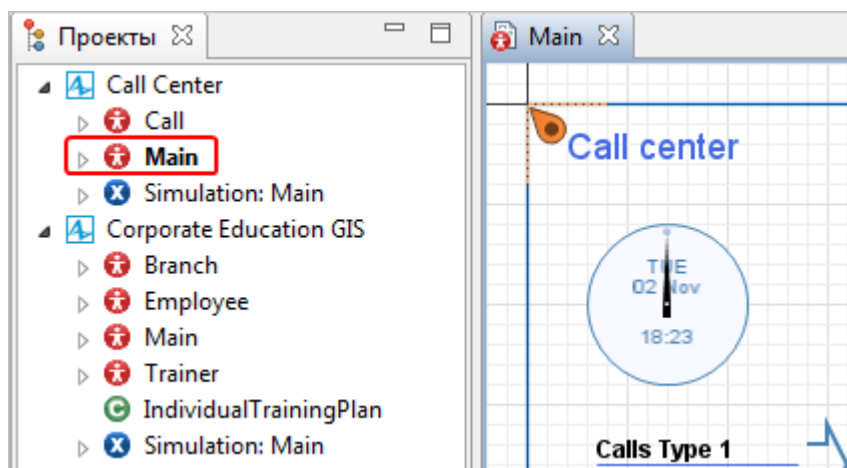 Проекты
Call Center
Call
Main
Simulation: Main
Corporate Education GIS
Branch
Employee
Main
Trainer
IndividualTrainingPlan
Simulation: Main
Main
Call center
TUE
02 Nov
18:23
Calls Type 1